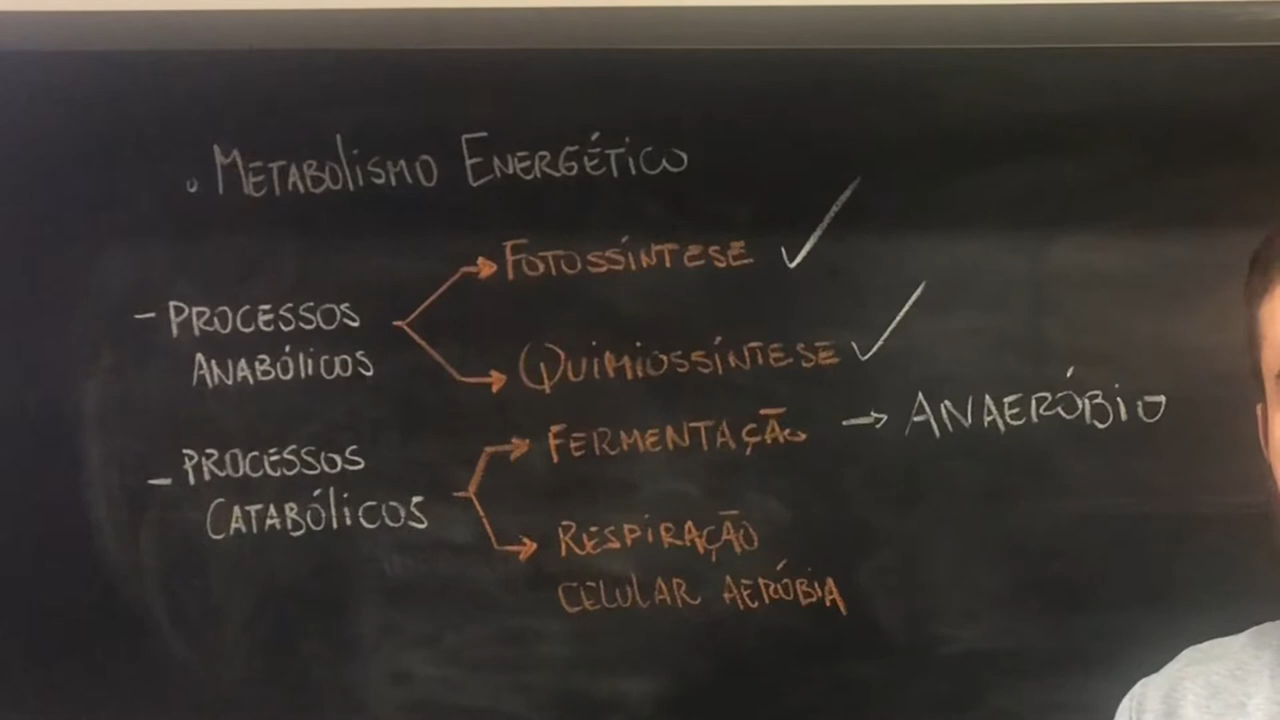 • Metabolismo Energético
Fotossíntese ✓
- Processos
Anabólicos
Quimiossíntese ✓
Fermentação → Anaeróbio
- Processos
Catabólicos
Respiração
Celular Aeróbia